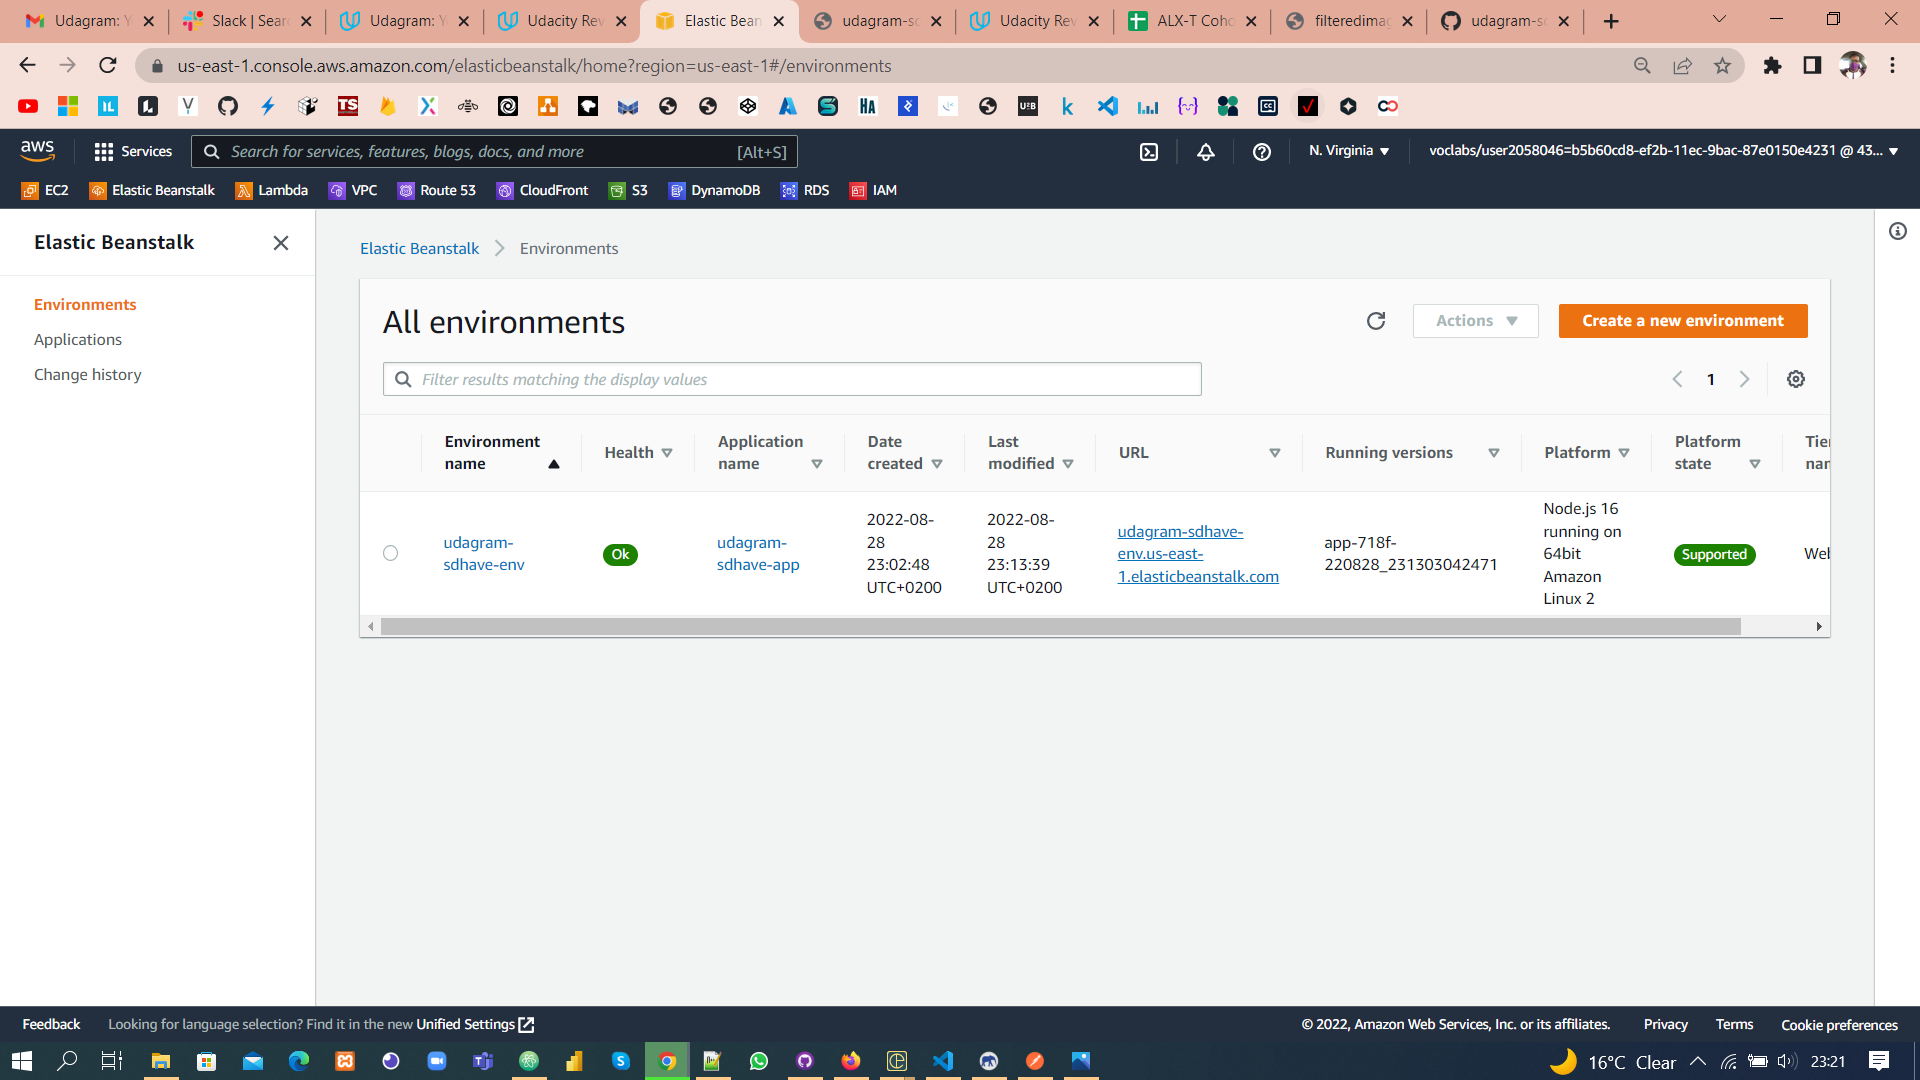 Udagram: Y
Slack | Sear
Udagram: Y
Udacity Rev
Elastic Bean
udagram-sd
Udacity Rev
ALX-T Coho
filteredimag
udagram-sd
us-east-1.console.aws.amazon.com/elasticbeanstalk/home?region=us-east-1#/environments
aws
Services
Search for services, features, blogs, docs, and more
[Alt+S]
N. Virginia
voclabs/user2058046=b5b60cd8-ef2b-11ec-9bac-87e0150e4231 @ 43...
EC2
Elastic Beanstalk
Lambda
VPC
Route 53
CloudFront
S3
DynamoDB
RDS
IAM
Elastic Beanstalk
Environments
Applications
Change history
Elastic Beanstalk
Environments
All environments
Actions
Create a new environment
Filter results matching the display values
1
Environment
name
Health
Application
name
Date
created
Last
modified
URL
Running versions
Platform
Platform
state
Tier
nam
udagram-
sdhave-env
Ok
udagram-
sdhave-app
2022-08-
28
23:02:48
UTC+0200
2022-08-
28
23:13:39
UTC+0200
udagram-sdhave-
env.us-east-
1.elasticbeanstalk.com
app-718f-
220828_231303042471
Node.js 16
running on
64bit
Amazon
Linux 2
Supported
Web
Feedback
Looking for language selection? Find it in the new Unified Settings
© 2022, Amazon Web Services, Inc. or its affiliates.
Privacy
Terms
Cookie preferences
16°C Clear
23:21